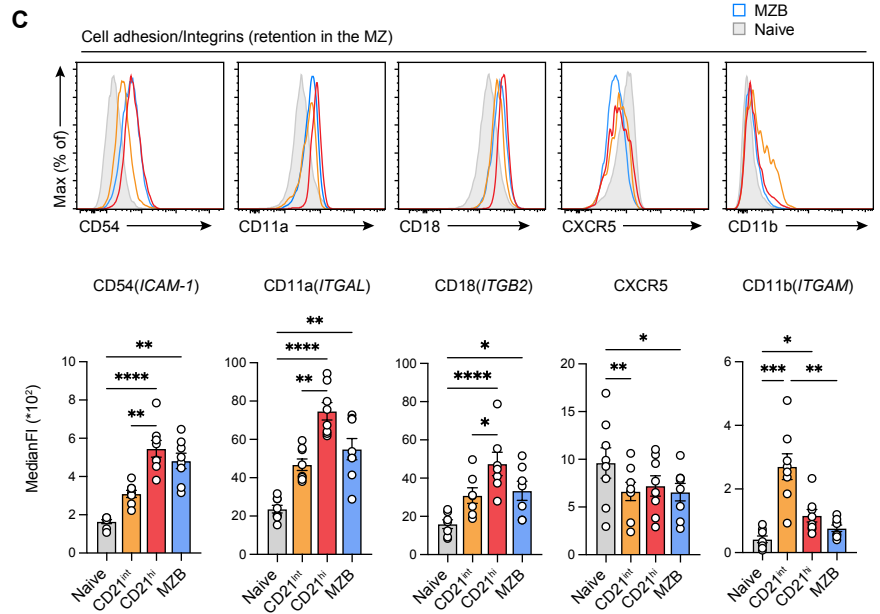 C
MZB
Naive
Cell adhesion/Integrins (retention in the MZ)
Max (% of)
CD54
CD11a
CD18
CXCR5
CD11b
CD54(ICAM-1)
CD11a(ITGAL)
CD18(ITGB2)
CXCR5
CD11b(ITGAM)
MedianFI (*10²)
10
8
6
4
2
0
**
****
**
Naive
CD21int
CD21hi
MZB
100
80
60
40
20
0
**
****
**
Naive
CD21int
CD21hi
MZB
100
80
60
40
20
0
*
****
*
Naive
CD21int
CD21hi
MZB
20
15
10
5
0
*
**
Naive
CD21int
CD21hi
MZB
6
4
2
0
*
***
**
Naive
CD21int
CD21hi
MZB